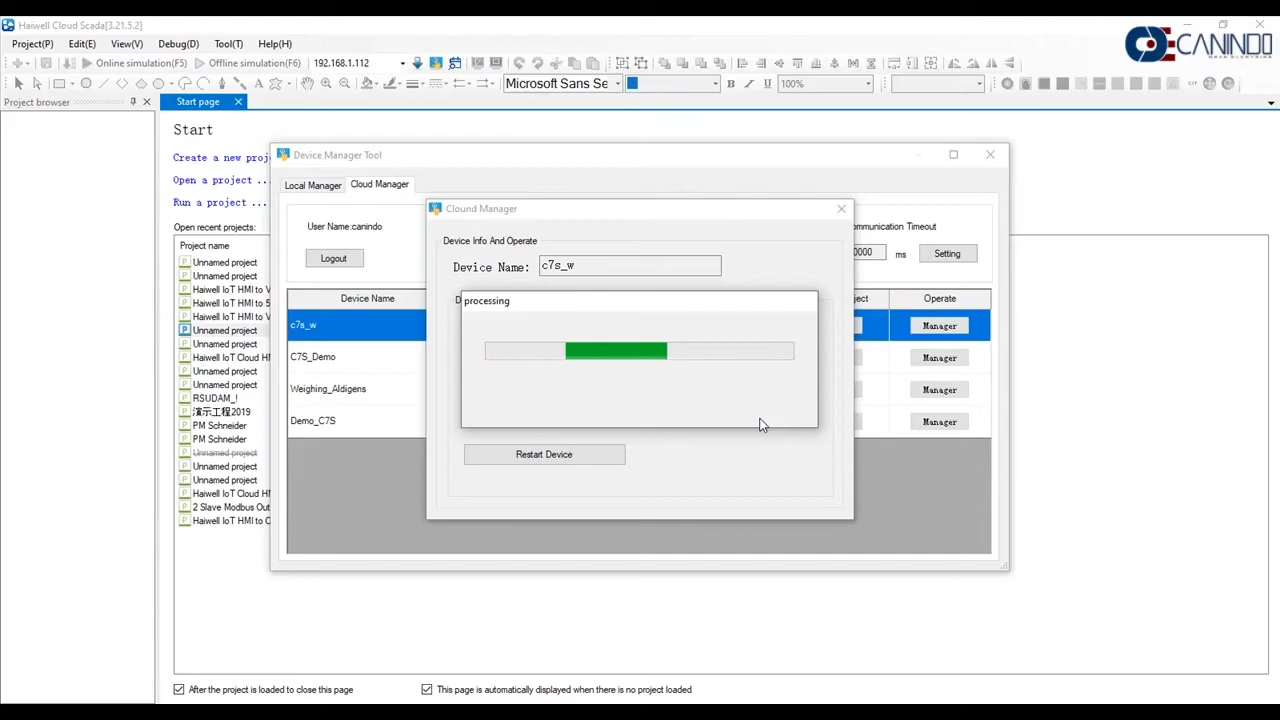 Haiwell Cloud Scada[3.21.5.2]
Project(P) Edit(E) View(V) Debug(D) Tool(T) Help(H)
CANINDO
Online simulation(F5) Offline simulation(F6) 192.168.1.112
Microsoft Sans Se 100%
Project browser
Start page
Start
Create a new proj
Open a project ...
Run a project ...
Open recent projects:
Project name
Unnamed project
Unnamed project
Haiwell IoT HMI to V
Haiwell IoT HMI to 5
Haiwell IoT HMI to V
Unnamed project
Unnamed project
Haiwell IoT Cloud HM
Unnamed project
Unnamed project
RSUDAM_!
演示工程2019
PM Schneider
PM Schneider
Unnamed project
Unnamed project
Unnamed project
Haiwell IoT Cloud HM
2 Slave Modbus Out
Haiwell IoT HMI to C
Device Manager Tool
Local Manager Cloud Manager
User Name:canindo
Logout
mmunication Timeout
0000 ms Setting
Device Name
ject Operate
c7s_w Manager
C7S_Demo Manager
Weighing_Aldigens Manager
Demo_C7S Manager
Clound Manager
Device Info And Operate
Device Name: c7s_w
D
processing
Restart Device
After the project is loaded to close this page
This page is automatically displayed when there is no project loaded